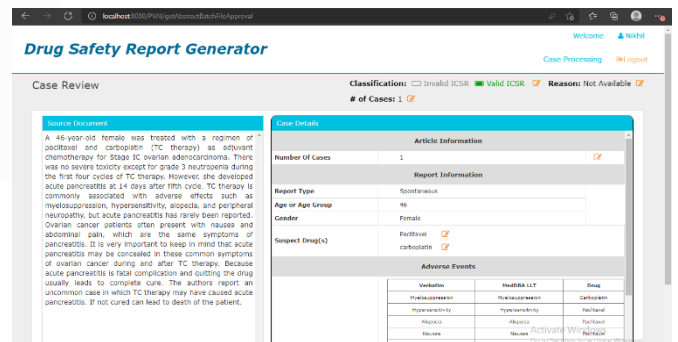 localhost:8080/PVAI/getAbstractBatchFileApproval
Welcome Nikhil
Drug Safety Report Generator
Case Processing Logout
Case Review
Classification: Invalid ICSR Valid ICSR Reason: Not Available
# of Cases: 1
Source Document
A 46-year-old female was treated with a regimen of
paclitaxel and carboplatin (TC therapy) as adjuvant
chemotherapy for Stage IC ovarian adenocarcinoma. There
was no severe toxicity except for grade 3 neutropenia during
the first four cycles of TC therapy. However, she developed
acute pancreatitis at 14 days after fifth cycle. TC therapy is
commonly associated with adverse effects such as
myelosuppression, hypersensitivity, alopecia, and peripheral
neuropathy, but acute pancreatitis has rarely been reported.
Ovarian cancer patients often present with nausea and
abdominal pain, which are the same symptoms of
pancreatitis. It is very important to keep in mind that acute
pancreatitis may be concealed in these common symptoms
of ovarian cancer during and after TC therapy. Because
acute pancreatitis is fatal complication and quitting the drug
usually leads to complete cure. The authors report an
uncommon case in which TC therapy may have caused acute
pancreatitis. If not cured can lead to death of the patient.
Case Details
Article Information
Number Of Cases 1
Report Information
Report Type Spontaneous
Age or Age Group 46
Gender Female
Suspect Drug(s)
Paclitaxel
carboplatin
Adverse Events
Verbatim MedDRA LLT Drug
Myelosuppression Myelosuppression Carboplatin
Hypersensitivity Hypersensitivity Paclitaxel
Alopecia Alopecia Paclitaxel
Nausea Nausea Paclitaxel
Activate Windows